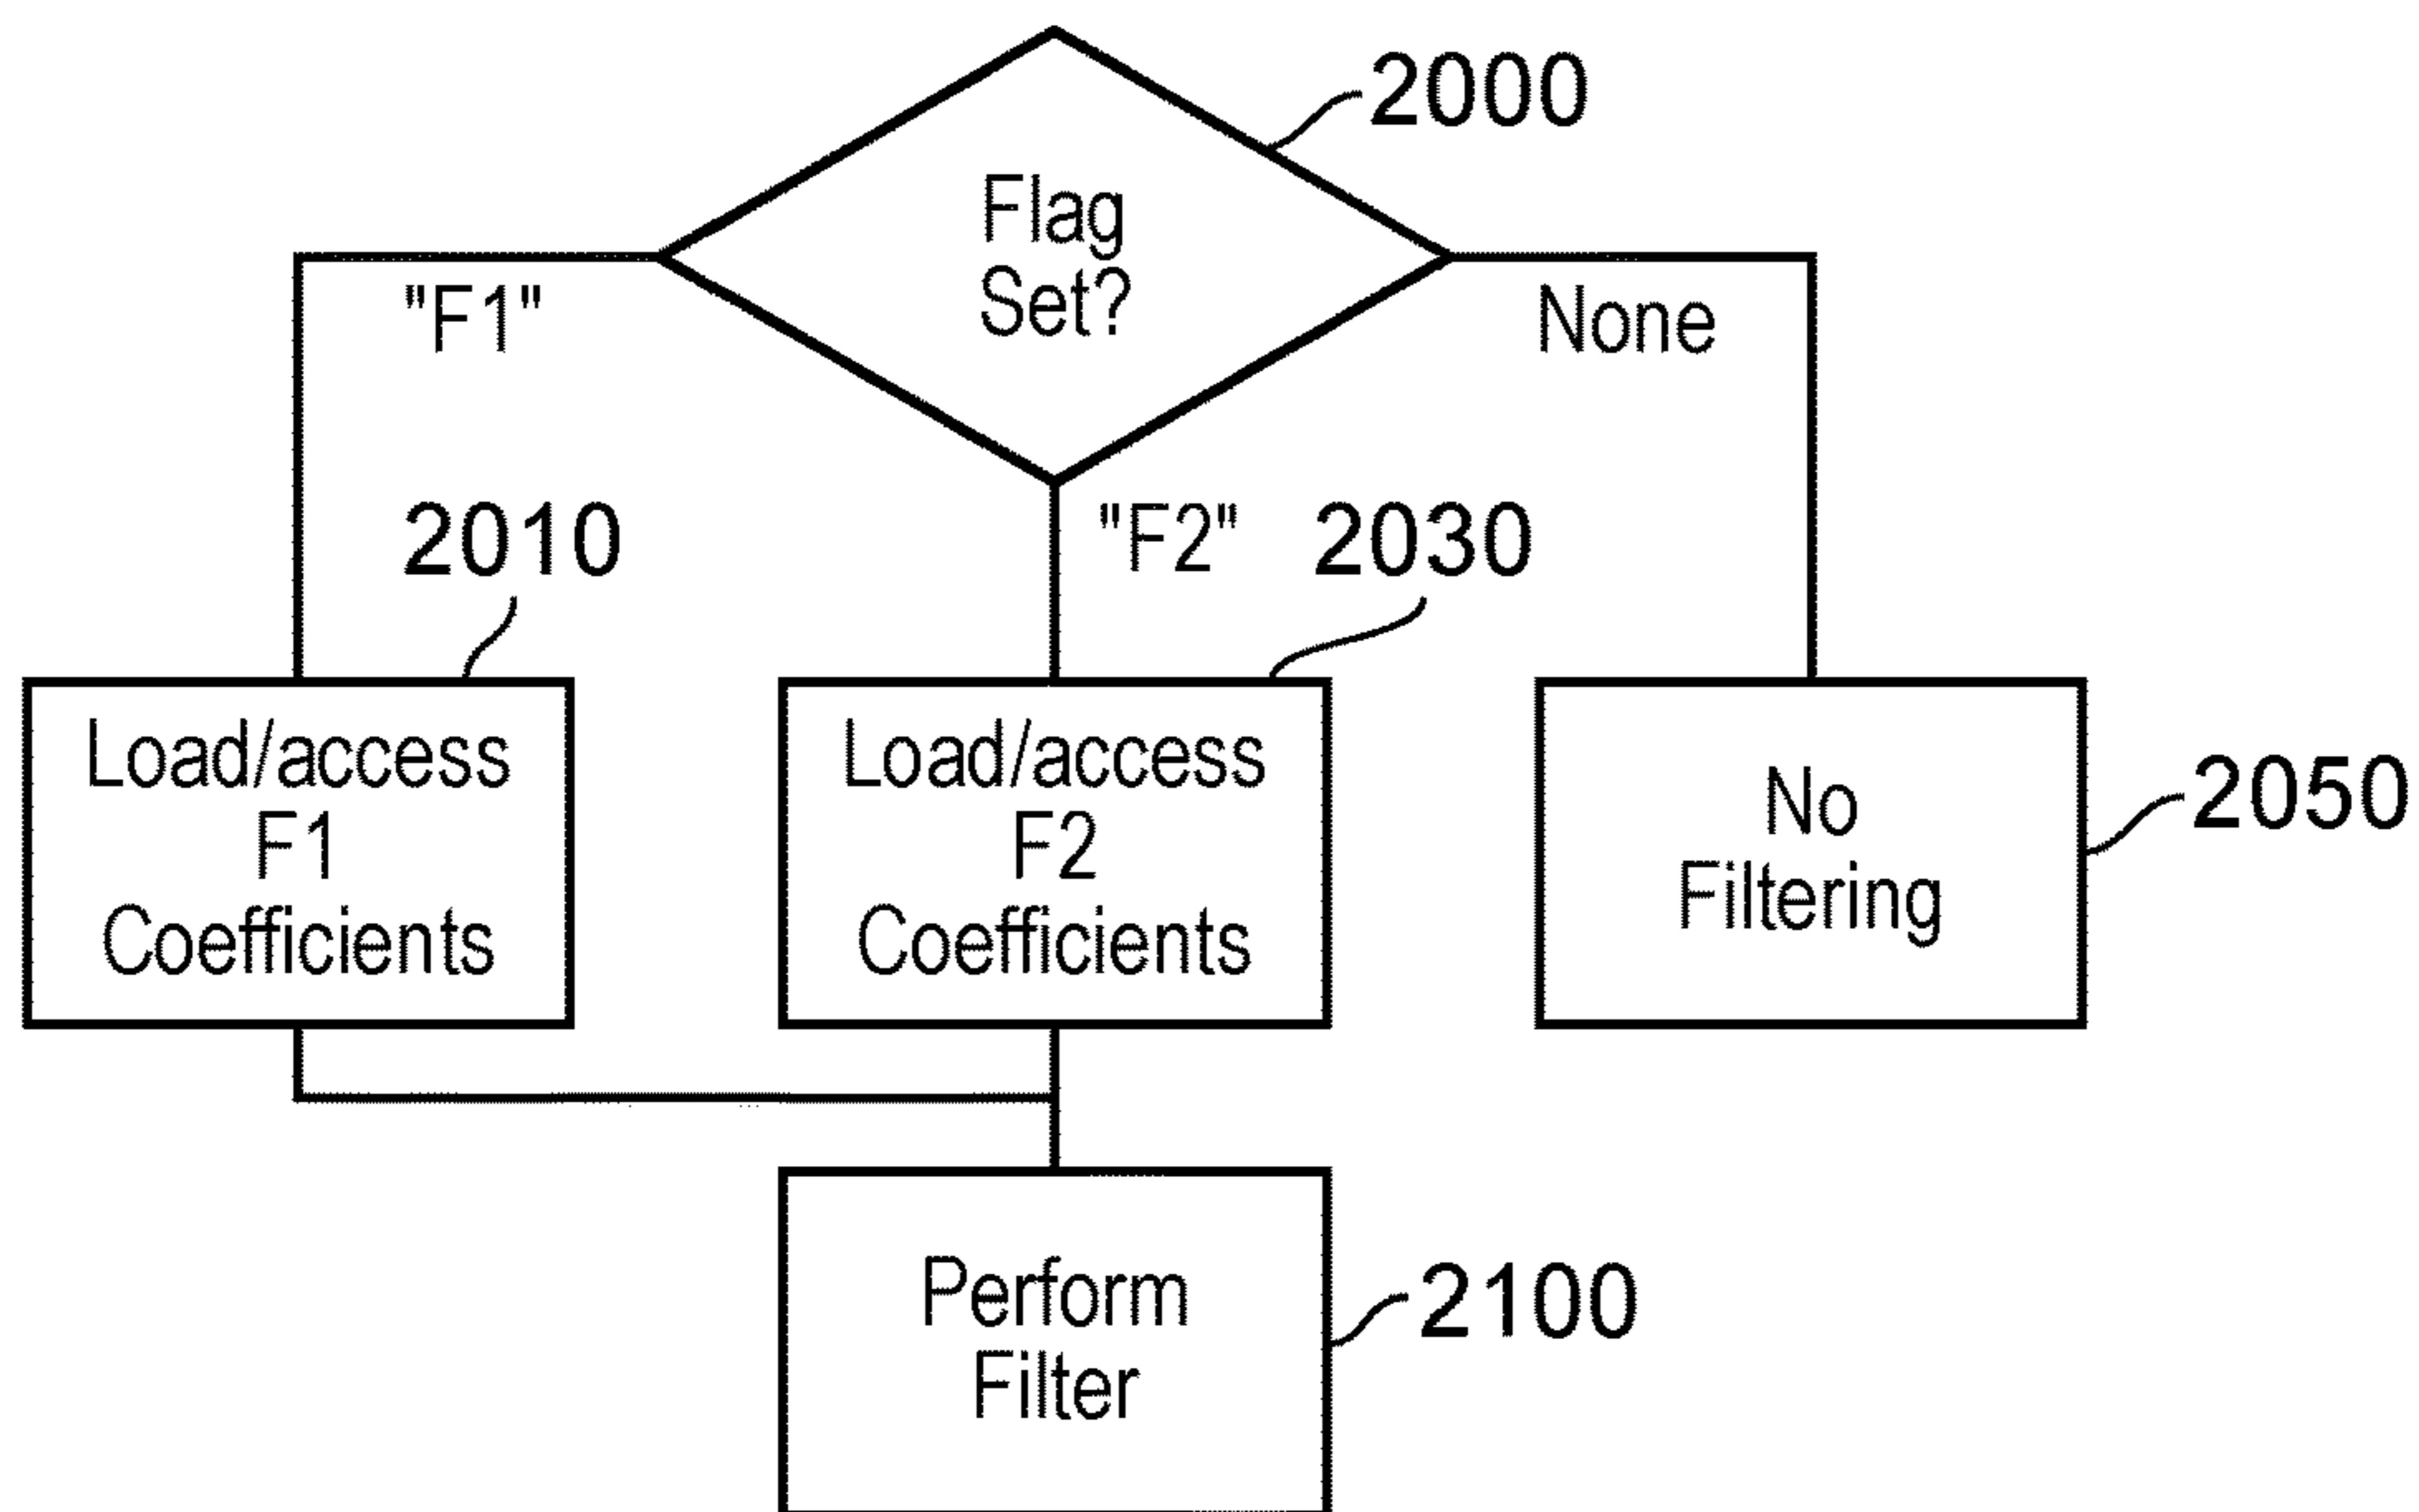 2000
Flag
Set?
"F1"
None
2010
"F2"
2030
Load/access
F1
Coefficients
Load/access
F2
Coefficients
No
Filtering
2050
Perform
Filter
2100